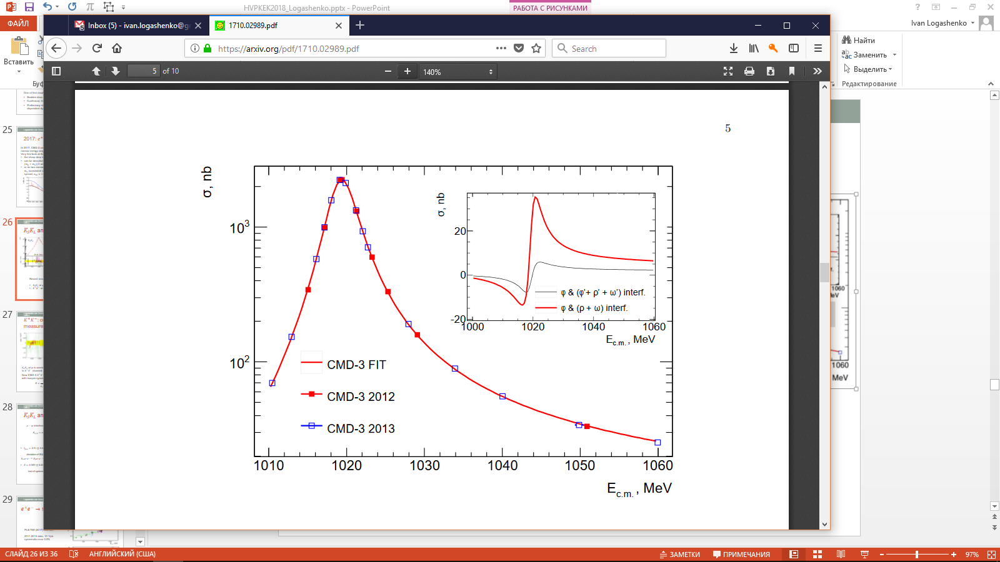 HVPKEK2018_Logashenko.pptx - PowerPoint
РАБОТА С РИСУНКАМИ
ФАЙЛ
Ivan Logashenko
Inbox (5) - ivan.logashenko@g
1710.02989.pdf
https://arxiv.org/pdf/1710.02989.pdf
Search
Вставить
Буф
Найти
Заменить
Выделить
Редактирование
5 of 10
140%
5
σ, nb
10³
10²
1010 1020 1030 1040 1050 1060
E c.m. , MeV
CMD-3 FIT
CMD-3 2012
CMD-3 2013
σ, nb
20
0
-20
φ & (φ'+ ρ' + ω') interf.
φ & (ρ + ω) interf.
1000 1020 1040 1060
E c.m. , MeV
25
26
27
28
29
1060
1060
MeV
СЛАЙД 26 ИЗ 36
АНГЛИЙСКИЙ (США)
ЗАМЕТКИ
ПРИМЕЧАНИЯ
97%